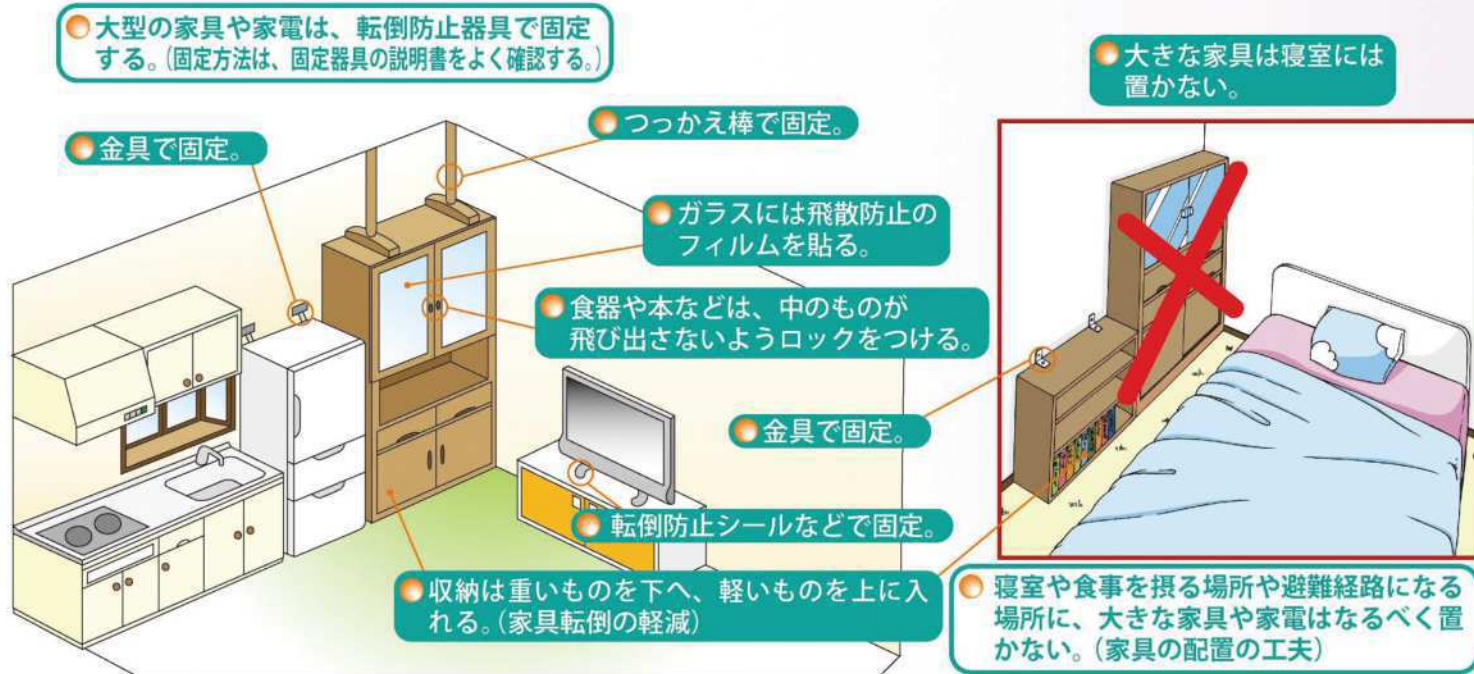 大型の家具や家電は、転倒防止器具で固定
する。(固定方法は、固定器具の説明書をよく確認する。)
金具で固定。
つっかえ棒で固定。
ガラスには飛散防止の
フィルムを貼る。
食器や本などは、中のものが
飛び出さないようロックをつける。
転倒防止シールなどで固定。
収納は重いものを下へ、軽いものを上に入
れる。(家具転倒の軽減)
大きな家具は寝室には
置かない。
金具で固定。
寝室や食事を摂る場所や避難経路になる
場所に、大きな家具や家電はなるべく置
かない。(家具の配置の工夫)